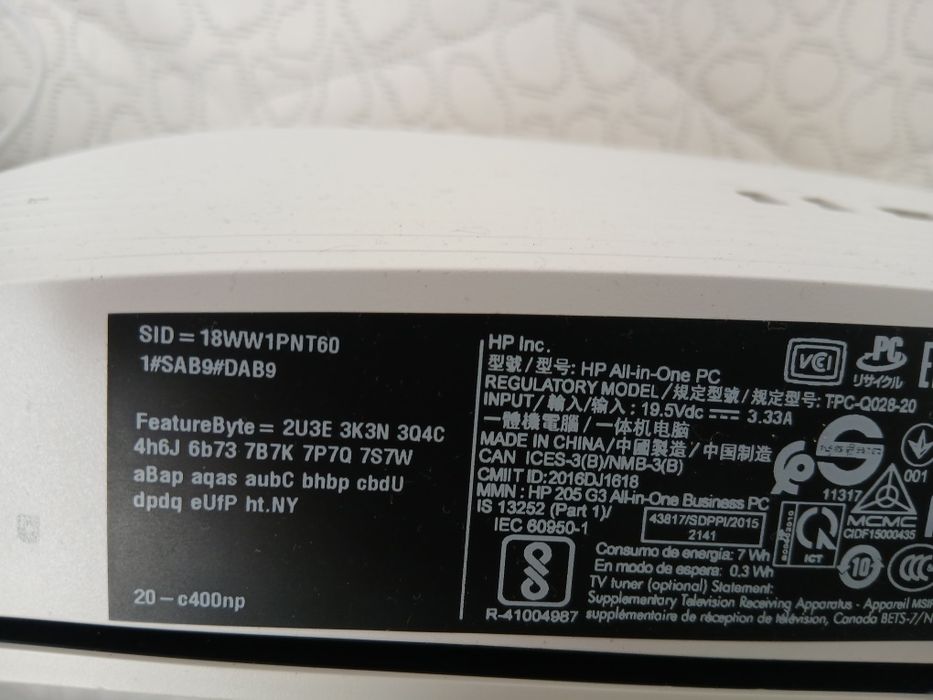 SID = 18WW1PNT60
1#SAB9#DAB9
FeatureByte = 2U3E 3K3N 3Q4C
4h6J 6b73 7B7K 7P7Q 7S7W
aBap aqas aubC bhbp cbdU
dpdq eUfP ht.NY
20-c400np
HP Inc.
型號 / 型号: HP All-in-One PC
REGULATORY MODEL / 規定型號 / 规定型号: TPC-Q028-20
INPUT / 輸入 / 输入 : 19.5Vdc 3.33A
一體機電腦 / 一体机电脑
MADE IN CHINA / 中國製造 / 中国制造
CAN ICES-3(B)/NMB-3(B)
CMIIT ID: 2016DJ1618
MMN : HP 205 G3 All-in-One Business PC
IS 13252 (Part 1)/
IEC 60950-1
43817/SDPPI/2015
2141
R-41004987
Consumo de energía: 7 Wh
En modo de espera: 0.3 Wh
TV tuner (optional) Statement:
Supplementary Television Receiving Apparatus - Appareil
supplémentaire de réception de télévision, Canada BETS-7/
VCI
PC
リサイクル
11317
001
MCMC
CIDF15000435
ICT
10
CCC